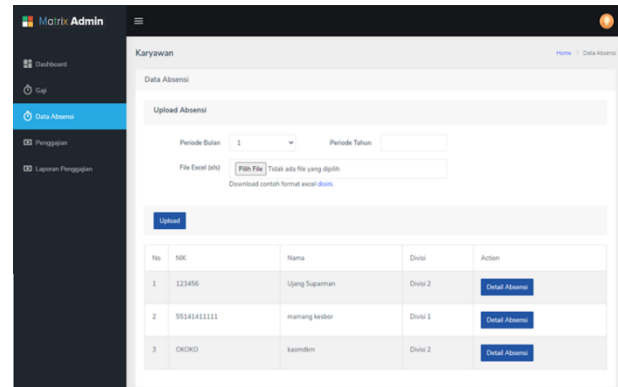 Matrix Admin
Karyawan
Home > Data Absensi
Dashboard
Gaji
Data Absensi
Penggajian
Laporan Penggajian
Data Absensi
Upload Absensi
Periode Bulan 1 Periode Tahun
File Excel (xls) Pilih File Tidak ada file yang dipilih
Download contoh format excel disini.
Upload
No NIK Nama Divisi Action
1 123456 Ujang Suparman Divisi 2 Detail Absensi
2 55141411111 mamang kesbor Divisi 1 Detail Absensi
3 OKOKO kasmdkm Divisi 2 Detail Absensi